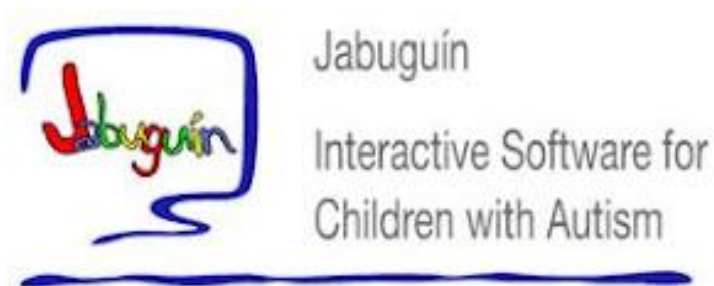 Jabuguín
Jabuguín
Interactive Software for
Children with Autism